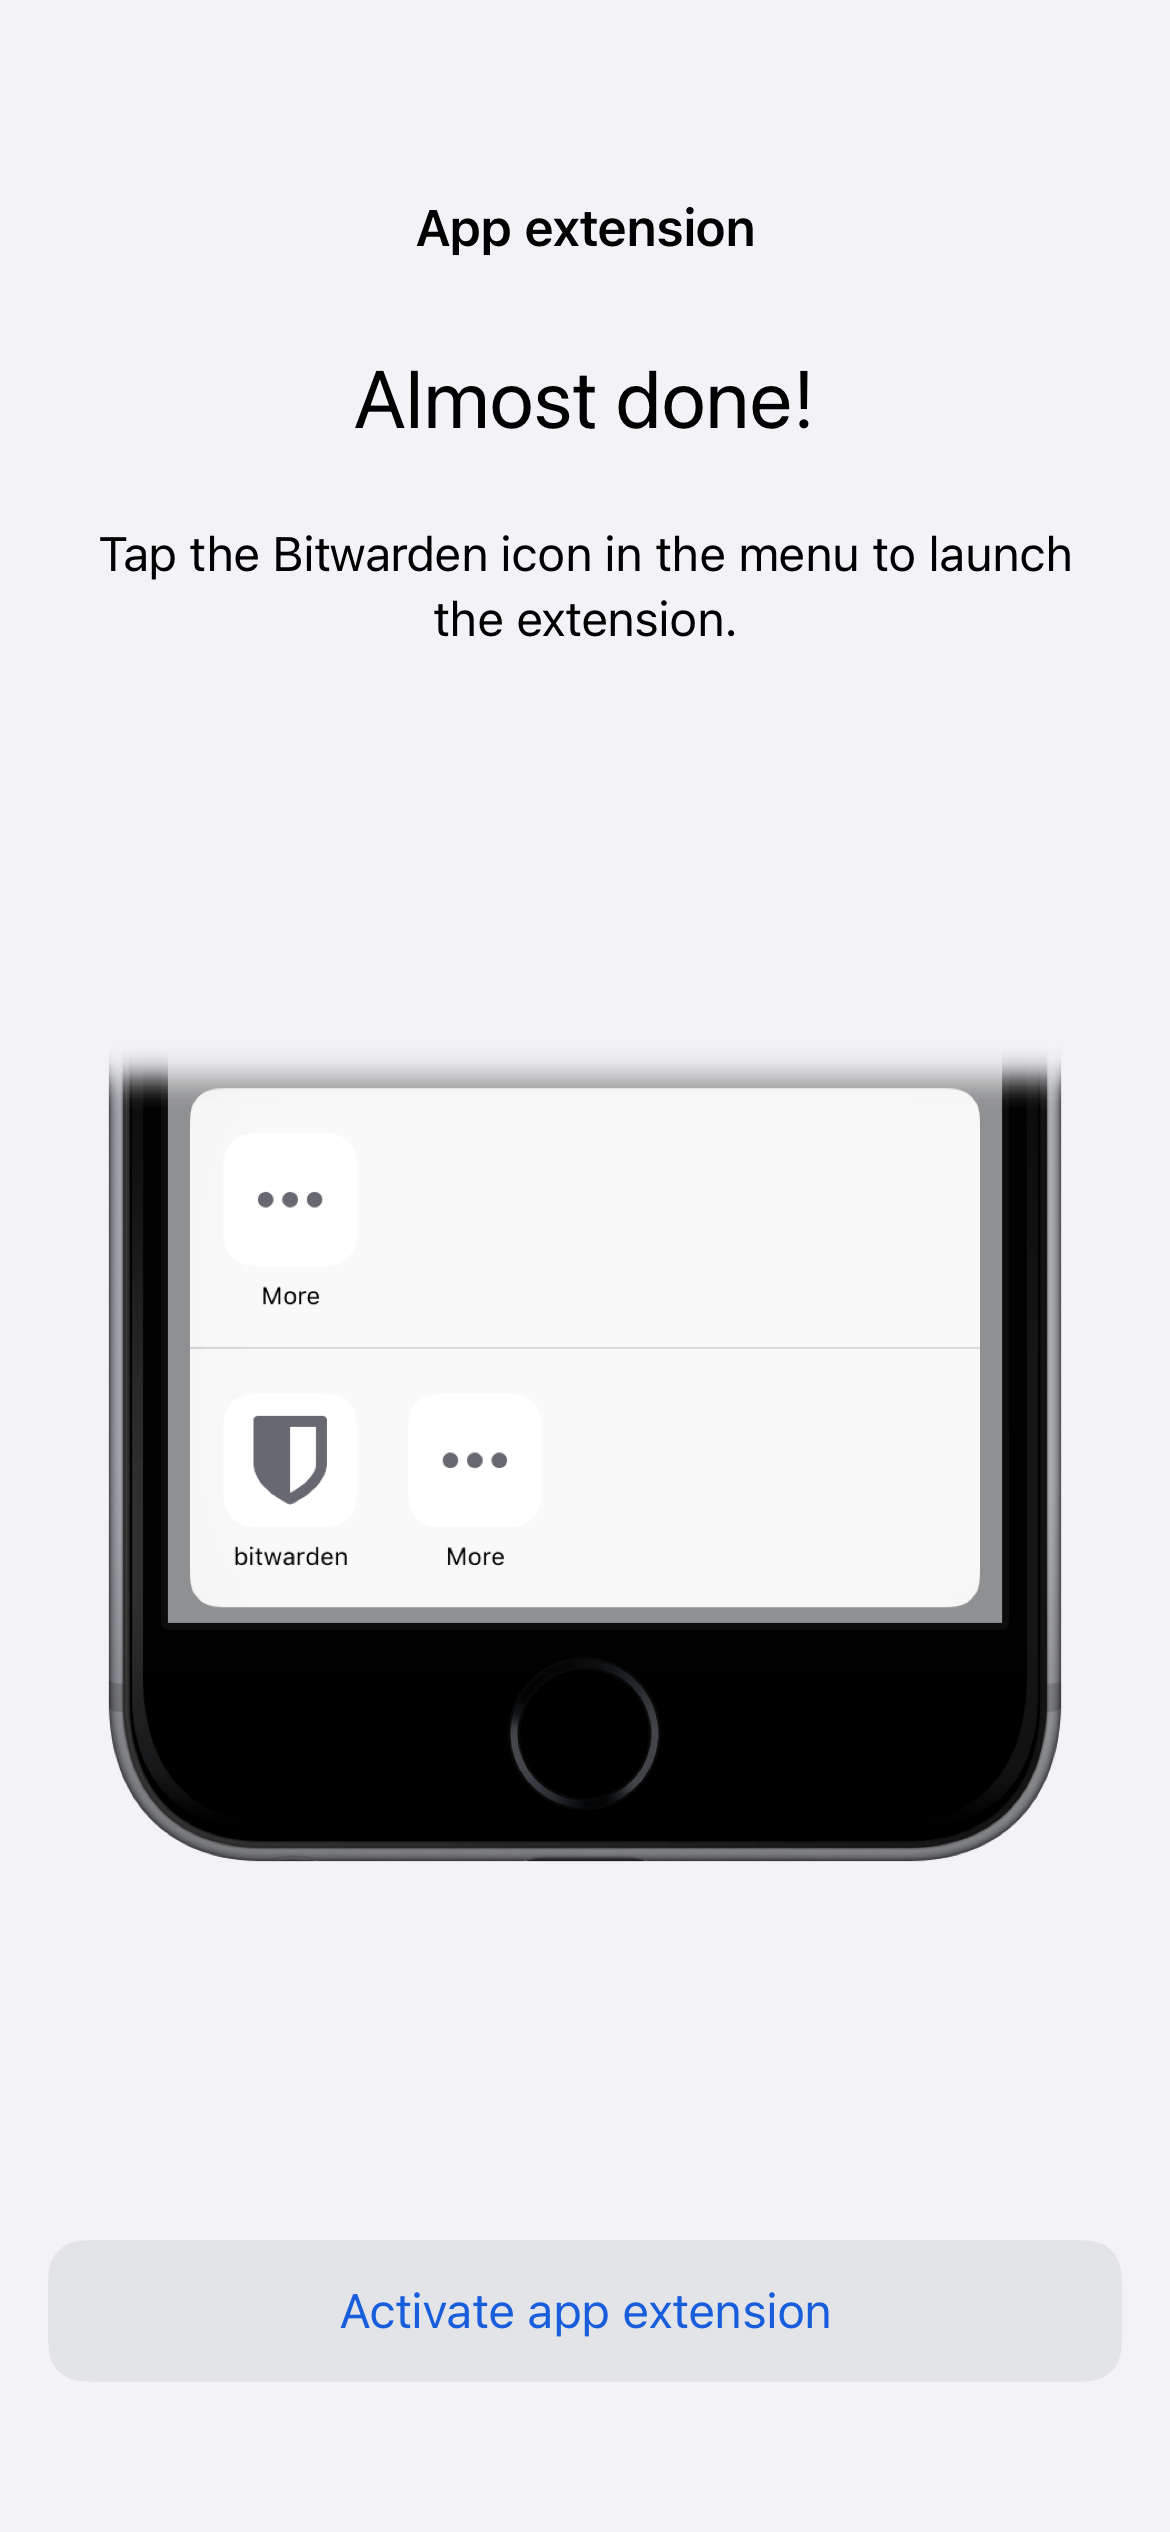 App extension
Almost done!
Tap the Bitwarden icon in the menu to launch
the extension.
More
bitwarden
More
Activate app extension